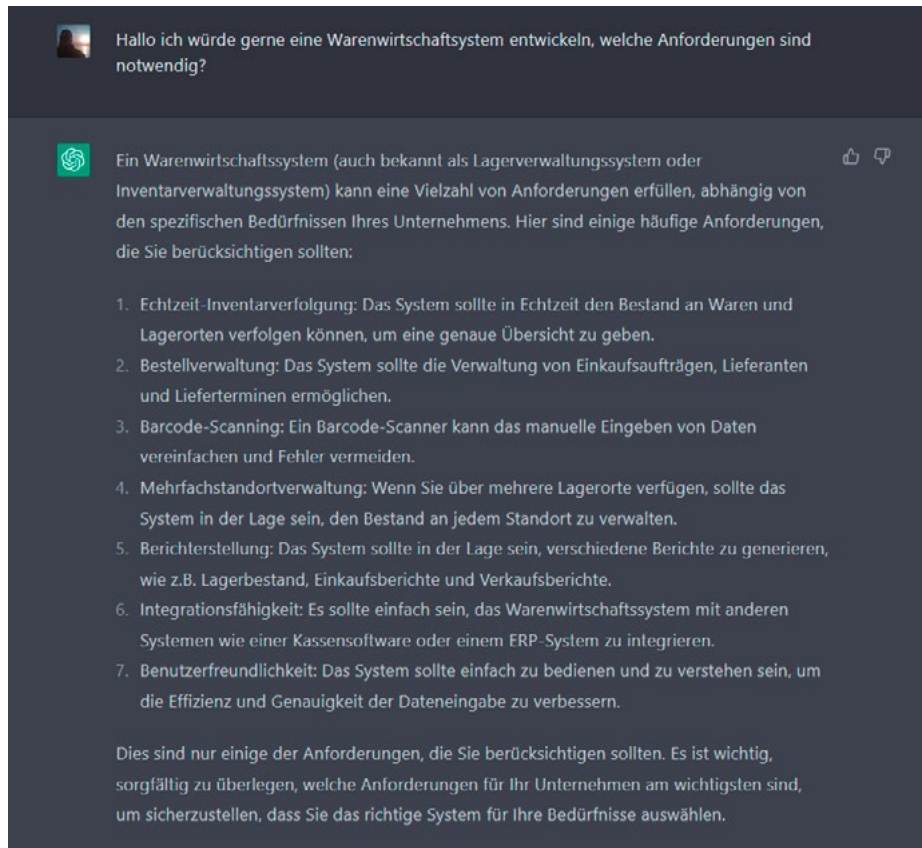 Hallo ich würde gerne eine Warenwirtschaftsystem entwickeln, welche Anforderungen sind
notwendig?
Ein Warenwirtschaftssystem (auch bekannt als Lagerverwaltungssystem oder
Inventarverwaltungssystem) kann eine Vielzahl von Anforderungen erfüllen, abhängig von
den spezifischen Bedürfnissen Ihres Unternehmens. Hier sind einige häufige Anforderungen,
die Sie berücksichtigen sollten:
1. Echtzeit-Inventarverfolgung: Das System sollte in Echtzeit den Bestand an Waren und
Lagerorten verfolgen können, um eine genaue Übersicht zu geben.
2. Bestellverwaltung: Das System sollte die Verwaltung von Einkaufsaufträgen, Lieferanten
und Lieferterminen ermöglichen.
3. Barcode-Scanning: Ein Barcode-Scanner kann das manuelle Eingeben von Daten
vereinfachen und Fehler vermeiden.
4. Mehrfachstandortverwaltung: Wenn Sie über mehrere Lagerorte verfügen, sollte das
System in der Lage sein, den Bestand an jedem Standort zu verwalten.
5. Berichterstellung: Das System sollte in der Lage sein, verschiedene Berichte zu generieren,
wie z.B. Lagerbestand, Einkaufsberichte und Verkaufsberichte.
6. Integrationsfähigkeit: Es sollte einfach sein, das Warenwirtschaftssystem mit anderen
Systemen wie einer Kassensoftware oder einem ERP-System zu integrieren.
7. Benutzerfreundlichkeit: Das System sollte einfach zu bedienen und zu verstehen sein, um
die Effizienz und Genauigkeit der Dateneingabe zu verbessern.
Dies sind nur einige der Anforderungen, die Sie berücksichtigen sollten. Es ist wichtig,
sorgfältig zu überlegen, welche Anforderungen für Ihr Unternehmen am wichtigsten sind,
um sicherzustellen, dass Sie das richtige System für Ihre Bedürfnisse auswählen.